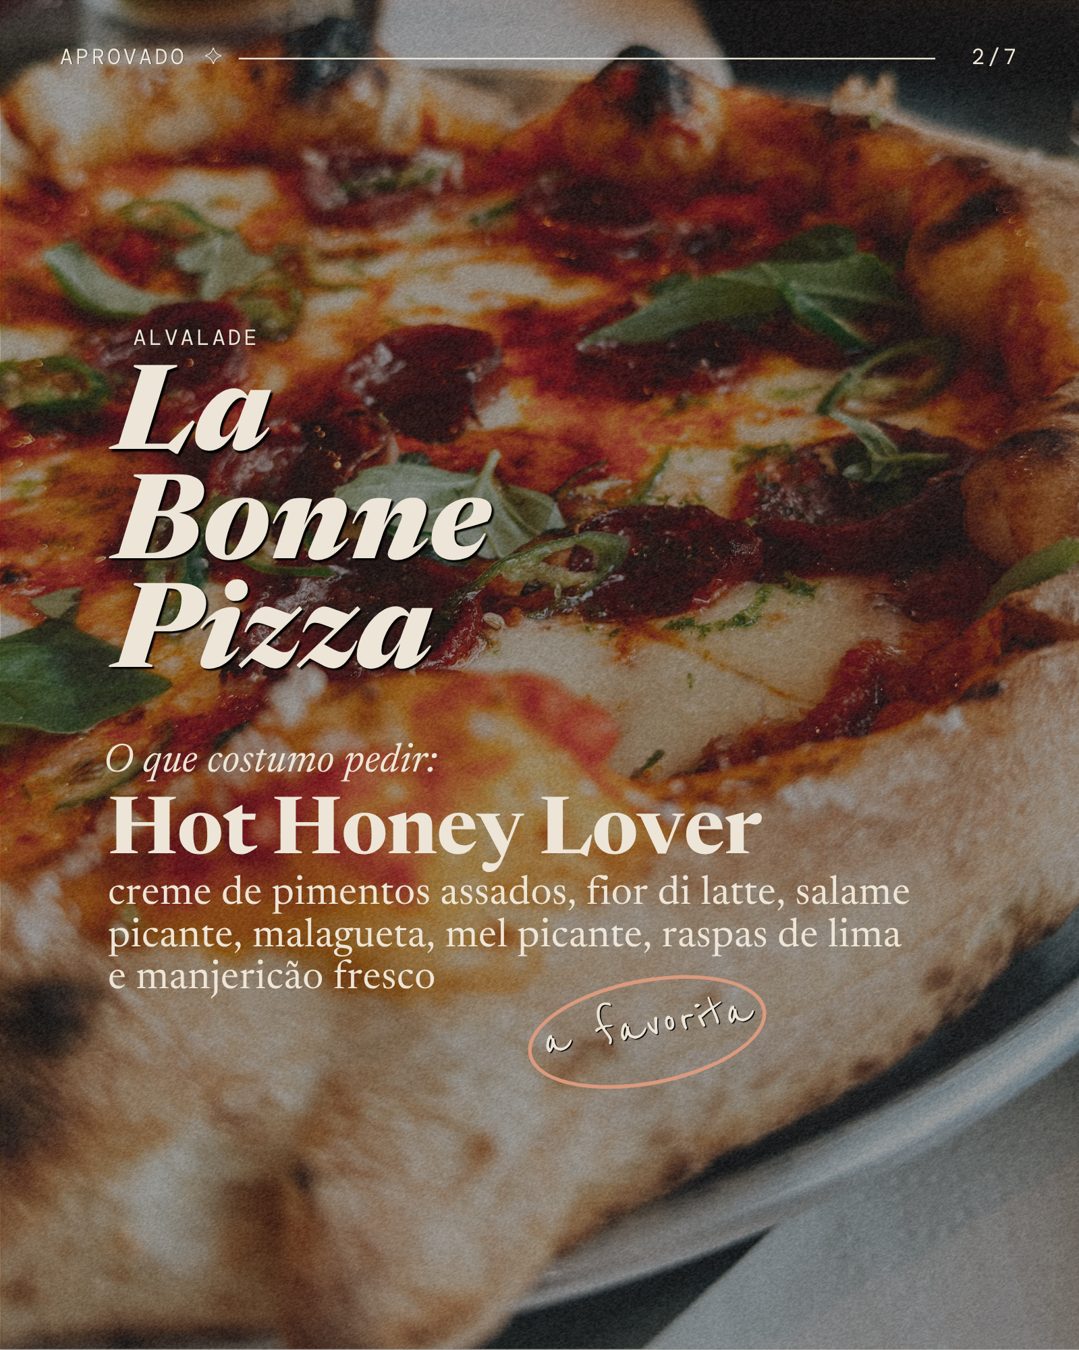 APROVADO
2/7
ALVALADE
La
Bonne
Pizza
O que costumo pedir:
Hot Honey Lover
creme de pimentos assados, fior di latte, salame
picante, malagueta, mel picante, raspas de lima
e manjericão fresco
a favorita